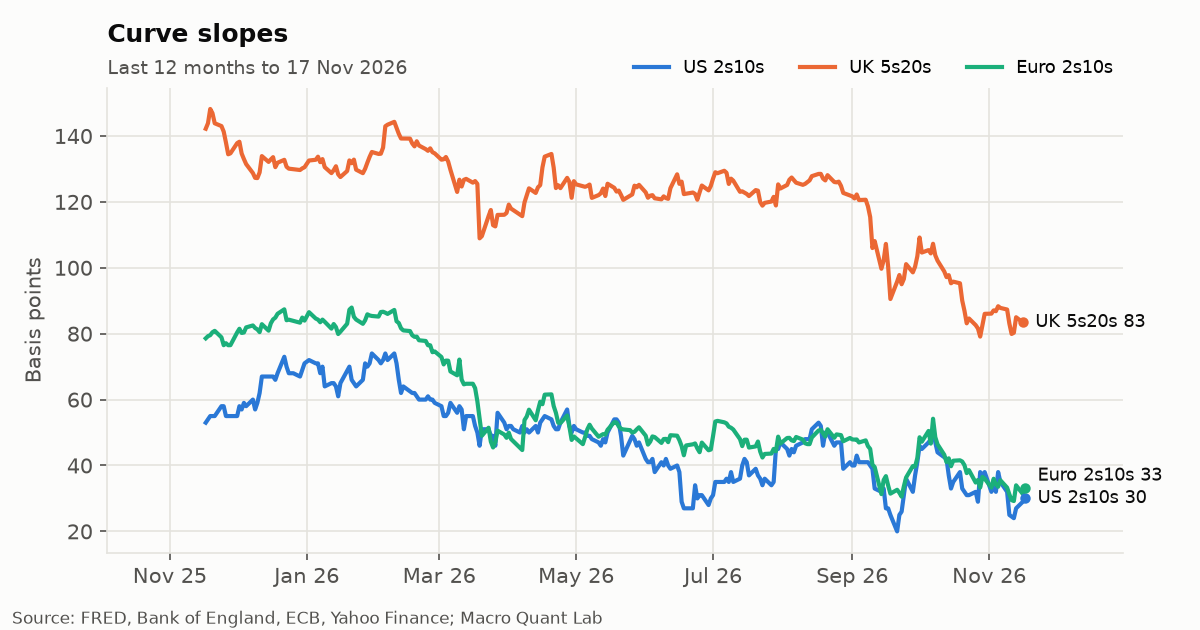 Curve slopes
Last 12 months to 17 Nov 2026
US 2s10s
UK 5s20s
Euro 2s10s
Basis points
140
120
100
80
60
40
20
UK 5s20s 83
Euro 2s10s 33
US 2s10s 30
Nov 25
Jan 26
Mar 26
May 26
Jul 26
Sep 26
Nov 26
Source: FRED, Bank of England, ECB, Yahoo Finance; Macro Quant Lab